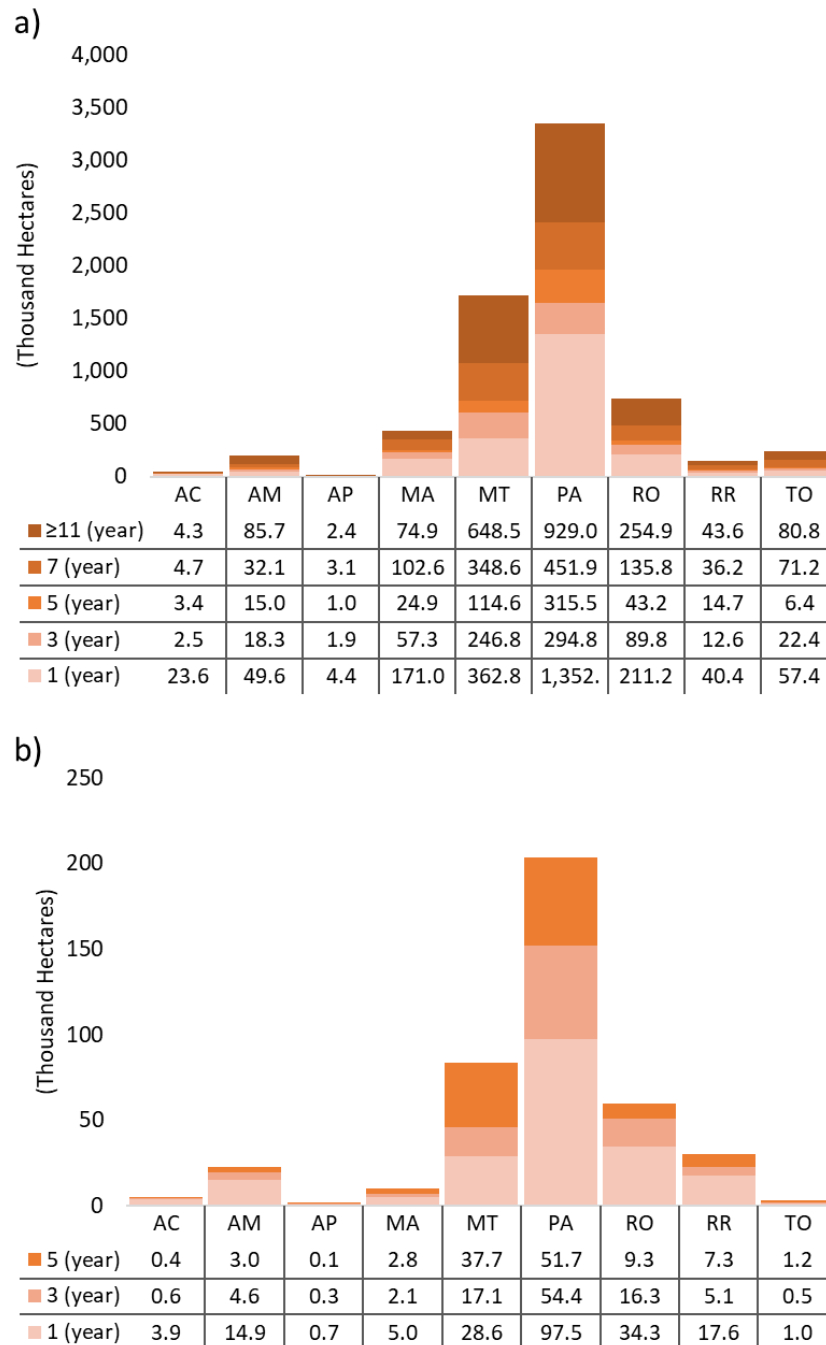 a)
4,000
3,500
3,000
2,500
2,000
1,500
1,000
500
0
(Thousand Hectares)
AC AM AP MA MT PA RO RR TO
≥11 (year) 4.3 85.7 2.4 74.9 648.5 929.0 254.9 43.6 80.8
7 (year) 4.7 32.1 3.1 102.6 348.6 451.9 135.8 36.2 71.2
5 (year) 3.4 15.0 1.0 24.9 114.6 315.5 43.2 14.7 6.4
3 (year) 2.5 18.3 1.9 57.3 246.8 294.8 89.8 12.6 22.4
1 (year) 23.6 49.6 4.4 171.0 362.8 1,352. 211.2 40.4 57.4
b)
250
200
150
100
50
0
(Thousand Hectares)
AC AM AP MA MT PA RO RR TO
5 (year) 0.4 3.0 0.1 2.8 37.7 51.7 9.3 7.3 1.2
3 (year) 0.6 4.6 0.3 2.1 17.1 54.4 16.3 5.1 0.5
1 (year) 3.9 14.9 0.7 5.0 28.6 97.5 34.3 17.6 1.0